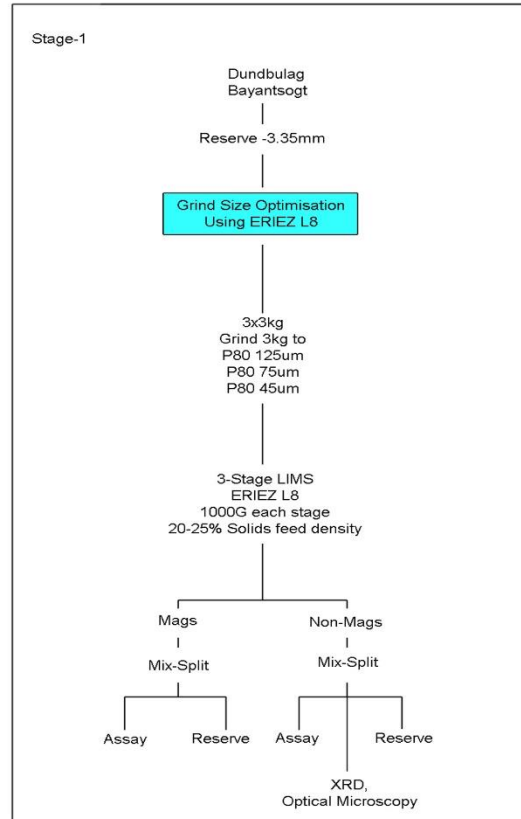 Stage-1
Dundbulag
Bayantsogt
Reserve -3.35mm
Grind Size Optimisation
Using ERIEZ L8
3x3kg
Grind 3kg to
P80 125um
P80 75um
P80 45um
3-Stage LIMS
ERIEZ L8
1000G each stage
20-25% Solids feed density
Mags
Non-Mags
Mix-Split
Mix-Split
Assay
Reserve
Assay
Reserve
XRD,
Optical Microscopy